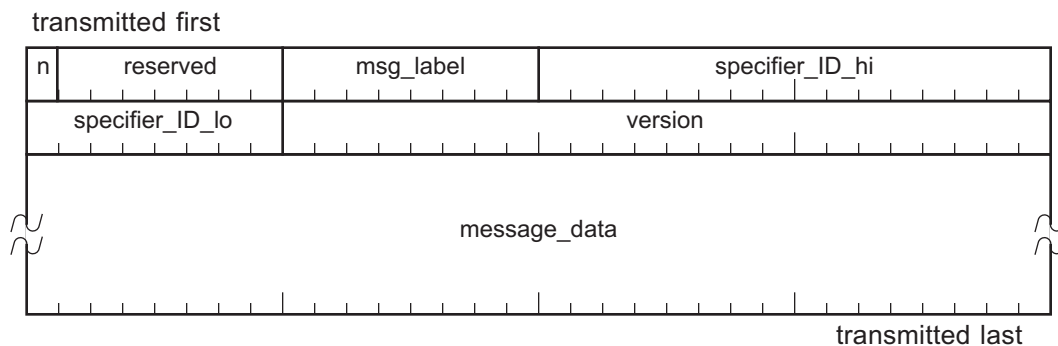 transmitted first
n reserved msg_label specifier_ID_hi
specifier_ID_lo version
message_data
transmitted last